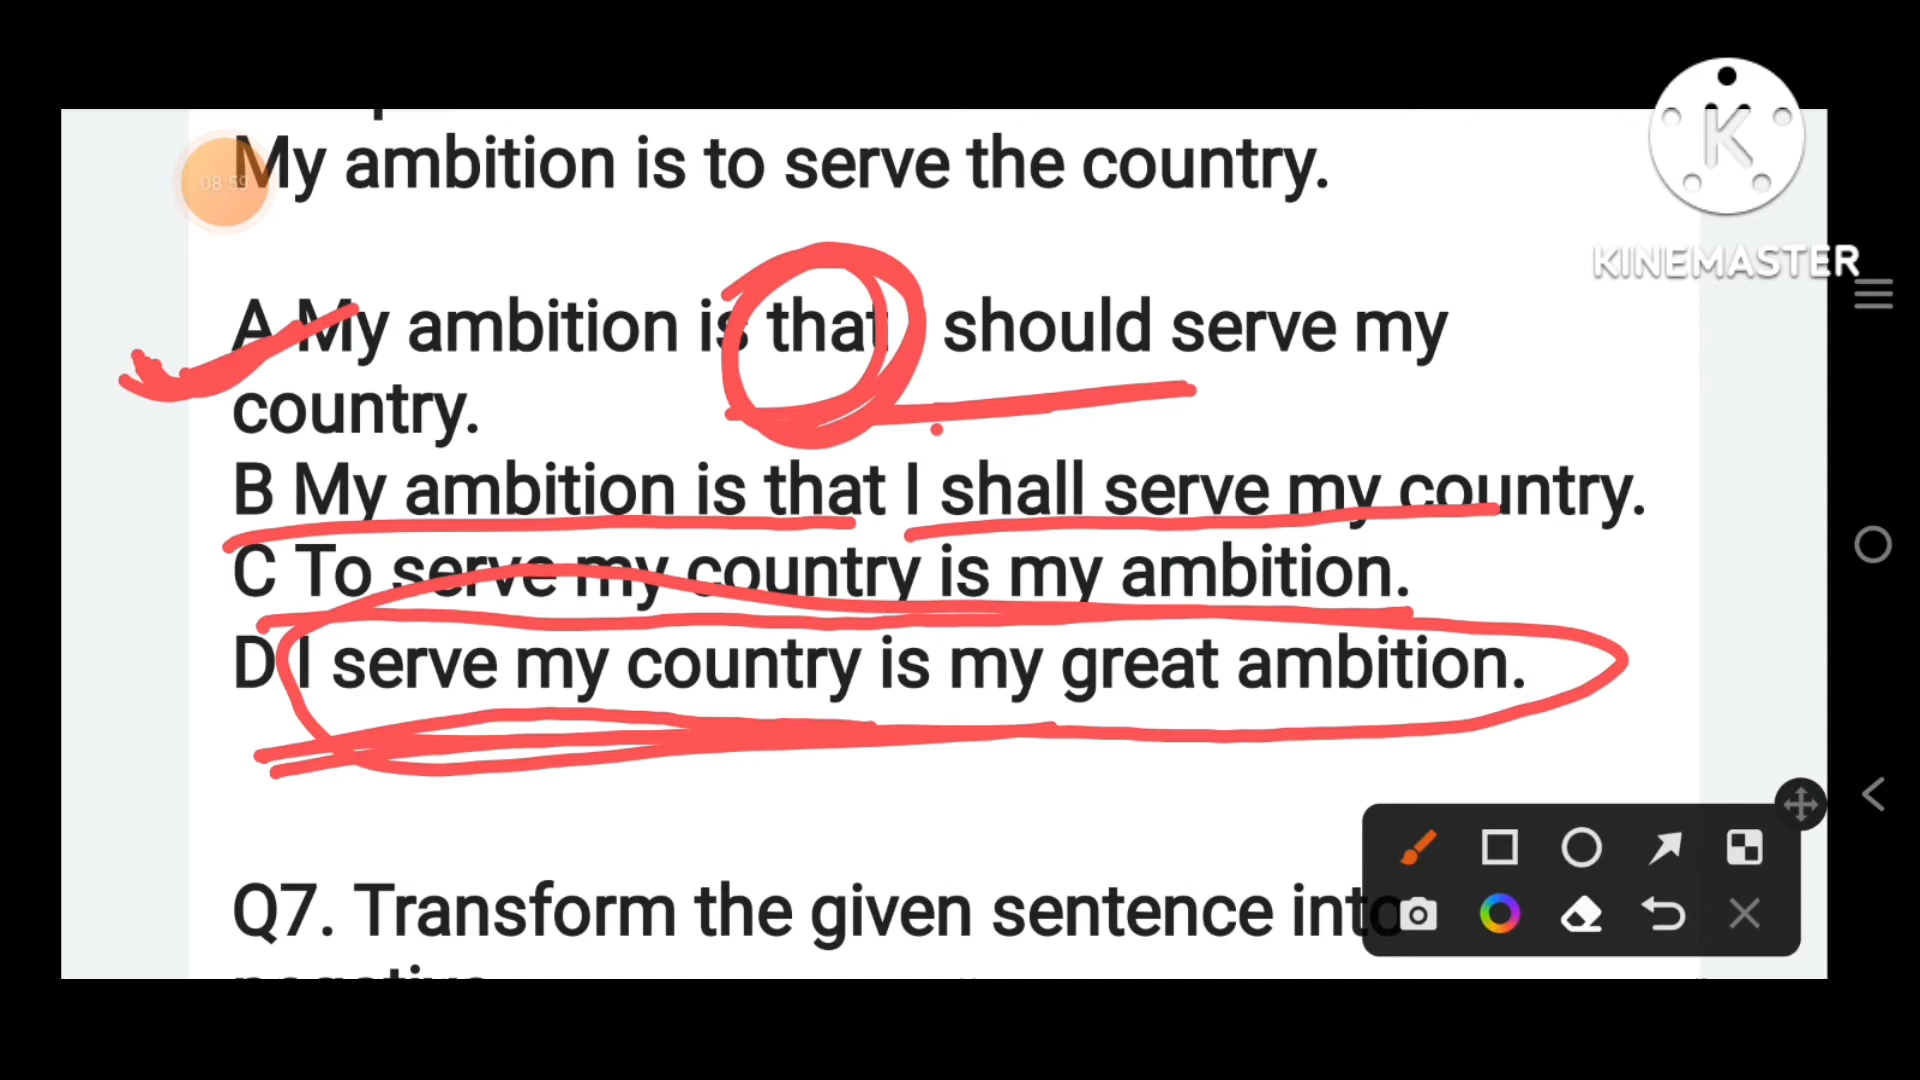 My ambition is to serve the country.
08:59
KINEMASTER
A My ambition is that should serve my
country.
B My ambition is that I shall serve my country.
C To serve my country is my ambition.
D I serve my country is my great ambition.
Q7. Transform the given sentence into